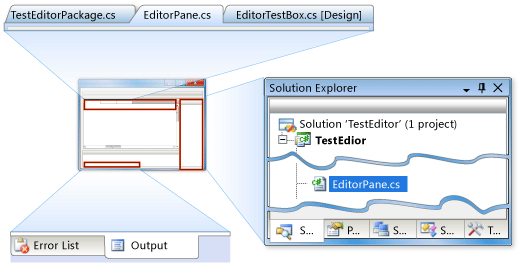 TestEditorPackage.cs EditorPane.cs EditorTestBox.cs [Design]
Solution Explorer
Solution 'TestEditor' (1 project)
TestEdior
EditorPane.cs
S... P... S... S... T...
Error List Output